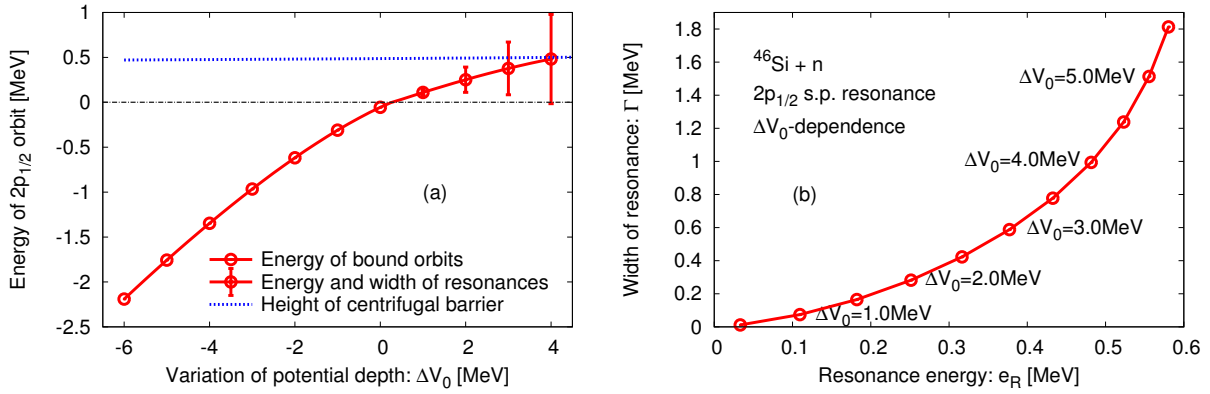 Energy of 2p1/2 orbit [MeV]
1
0.5
0
-0.5
-1
-1.5
-2
-2.5
(a)
Energy of bound orbits
Energy and width of resonances
Height of centrifugal barrier
-6
-4
-2
0
2
4
Variation of potential depth: ΔV0 [MeV]
Width of resonance: Γ [MeV]
1.8
1.6
1.4
1.2
1
0.8
0.6
0.4
0.2
0
46Si + n
2p1/2 s.p. resonance
ΔV0-dependence
ΔV0=5.0MeV
ΔV0=4.0MeV
(b)
ΔV0=3.0MeV
ΔV0=2.0MeV
ΔV0=1.0MeV
0
0.1
0.2
0.3
0.4
0.5
0.6
Resonance energy: eR [MeV]